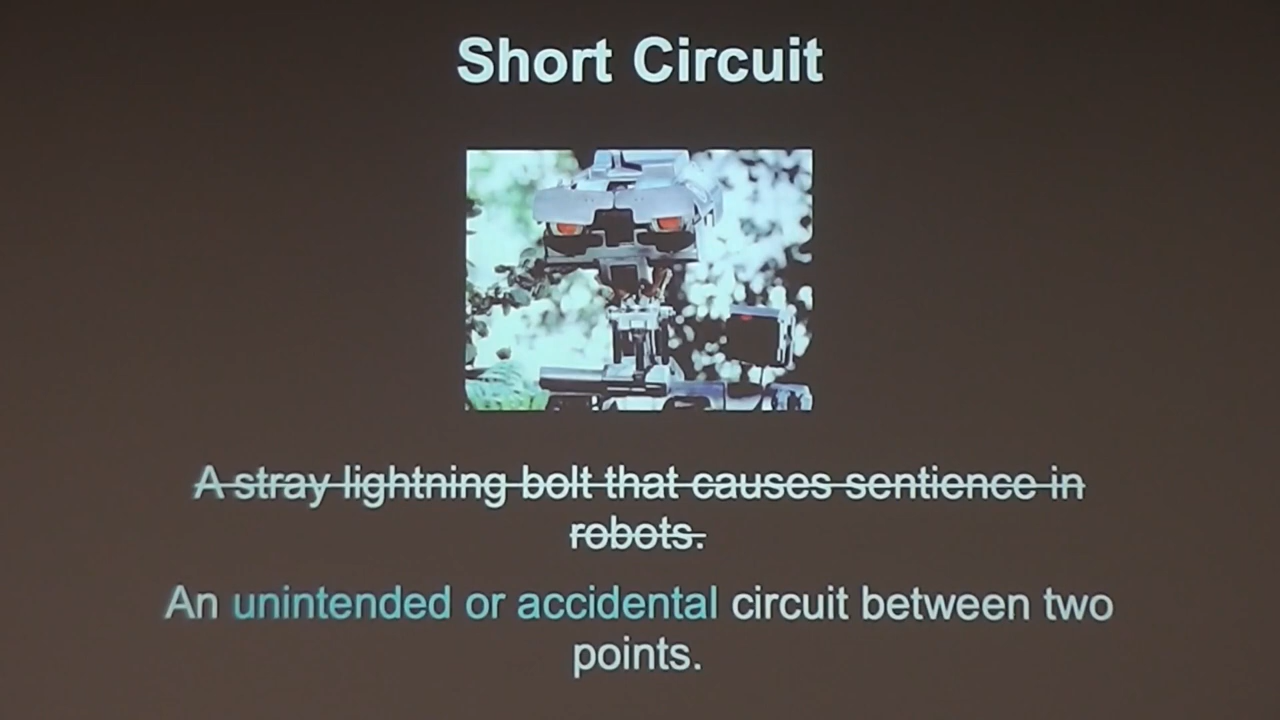 Short Circuit
A stray lightning bolt that causes sentience in
robots.
An unintended or accidental circuit between two
points.